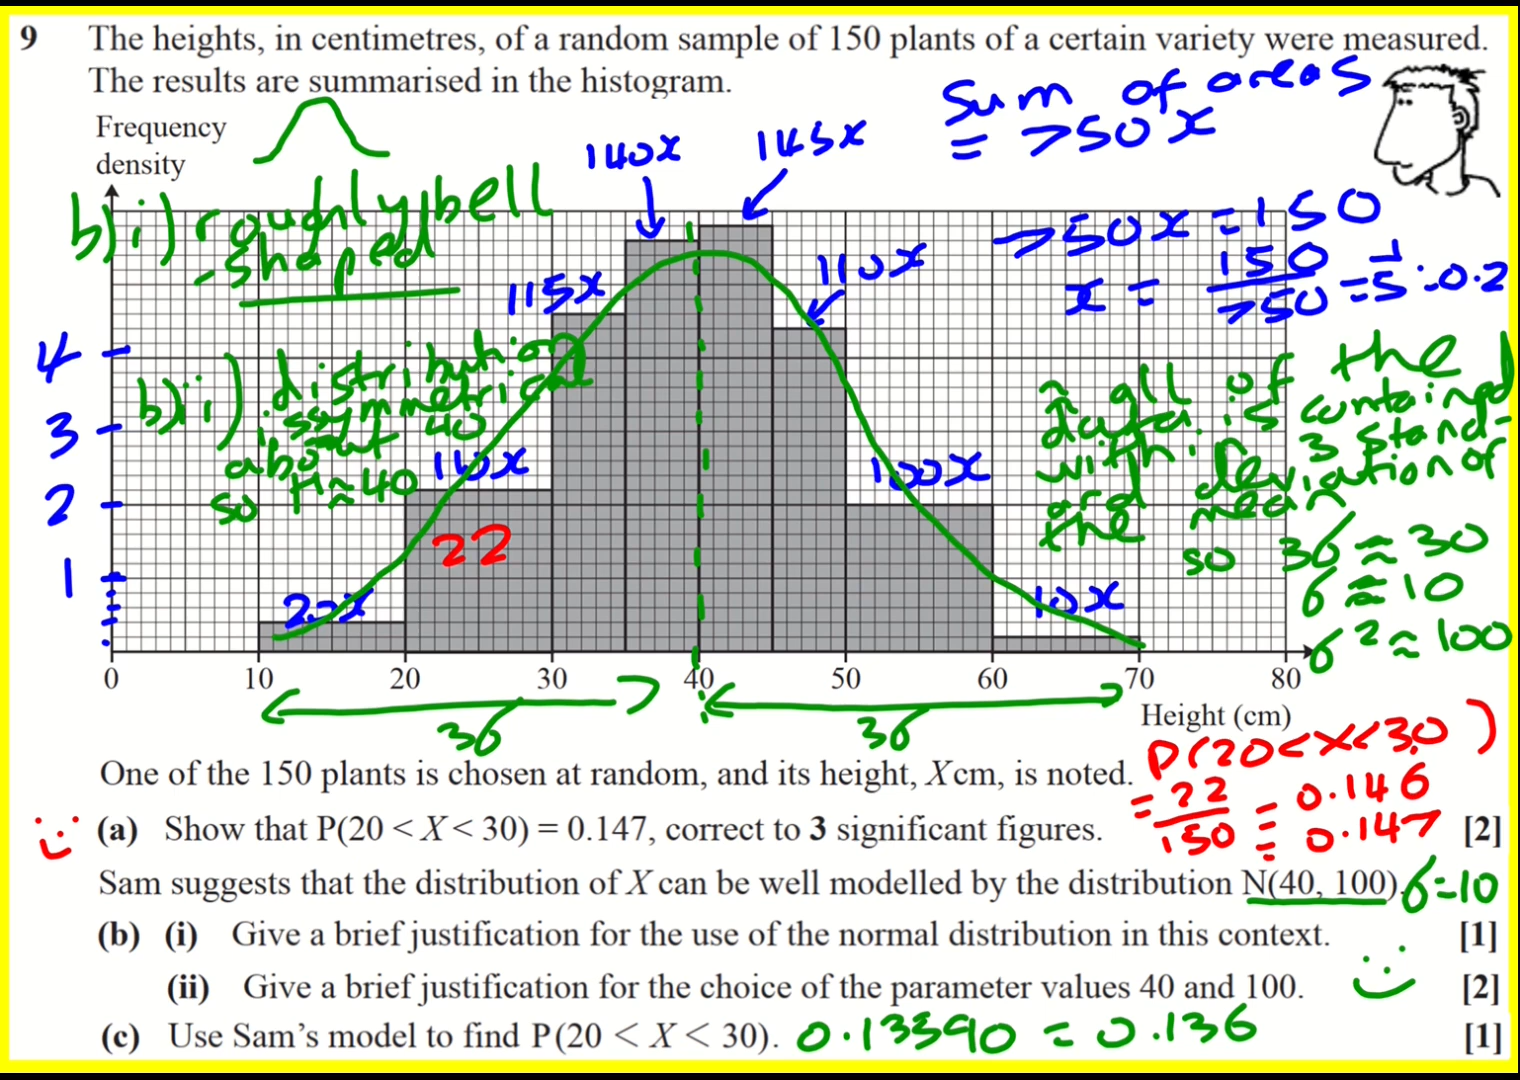 9 The heights, in centimetres, of a random sample of 150 plants of a certain variety were measured.
The results are summarised in the histogram.
Sum of areas
= 750x
Frequency
density
140x
145x
b)i) roughly bell
-shaped
750x = 150
x = 150/750 = 1/5 = 0.2
115x
110x
4
3
2
1
b)ii) distribution
is symmetrical
about 40
so μ≈40
110x
100x
22
10x
≈ all of the
data is contained
within 3 stand-
ard deviation of
the mean
so 3σ ≈ 30
σ ≈ 10
σ² ≈ 100
0 10 20 30 40 50 60 70 80
3σ 3σ
Height (cm)
One of the 150 plants is chosen at random, and its height, X cm, is noted.
P(20<X<30)
= 22/150 = 0.146
= 0.147
(a) Show that P(20 < X < 30) = 0.147, correct to 3 significant figures. [2]
Sam suggests that the distribution of X can be well modelled by the distribution N(40, 100). σ=10
(b) (i) Give a brief justification for the use of the normal distribution in this context. [1]
(ii) Give a brief justification for the choice of the parameter values 40 and 100. [2]
(c) Use Sam's model to find P(20 < X < 30). 0.13590 = 0.136 [1]